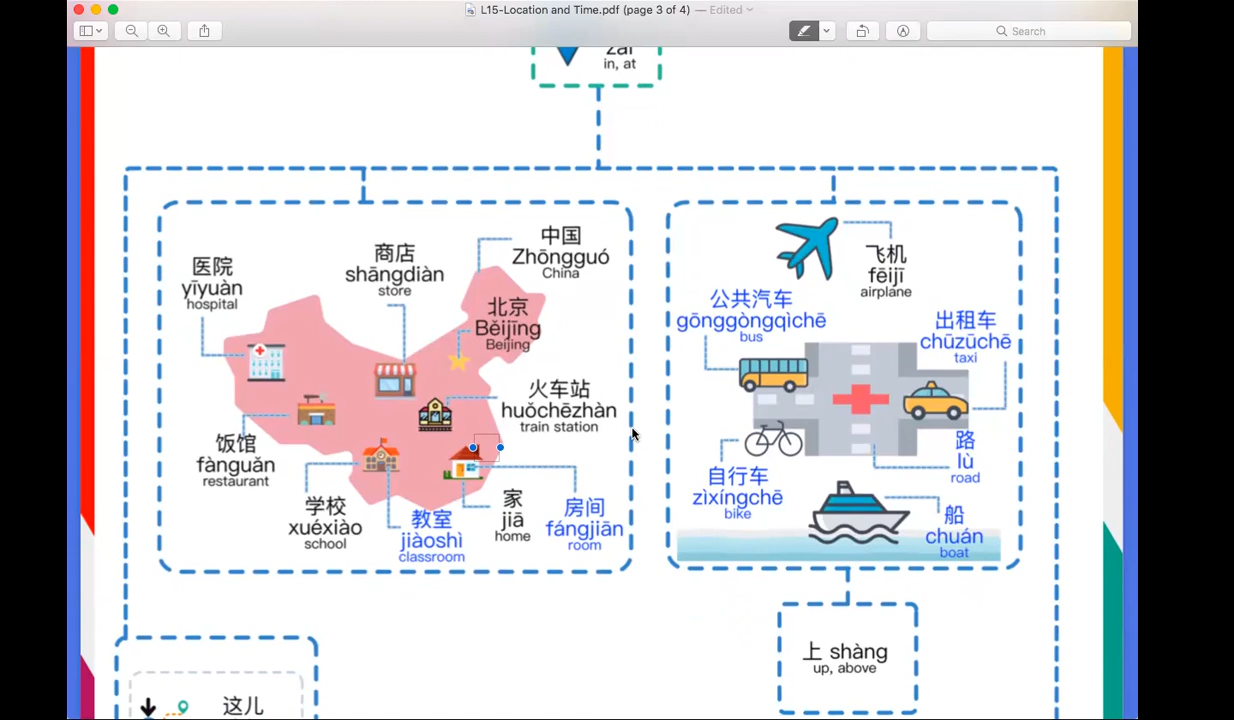 L15-Location and Time.pdf (page 3 of 4) — Edited
Search
zài
in, at
医院
yīyuàn
hospital
商店
shāngdiàn
store
中国
Zhōngguó
China
北京
Běijīng
Beijing
火车站
huǒchēzhàn
train station
饭馆
fànguǎn
restaurant
学校
xuéxiào
school
教室
jiàoshì
classroom
家
jiā
home
房间
fángjiān
room
飞机
fēijī
airplane
公共汽车
gōnggòngqìchē
bus
出租车
chūzūchē
taxi
自行车
zìxíngchē
bike
路
lù
road
船
chuán
boat
上 shàng
up, above
这儿